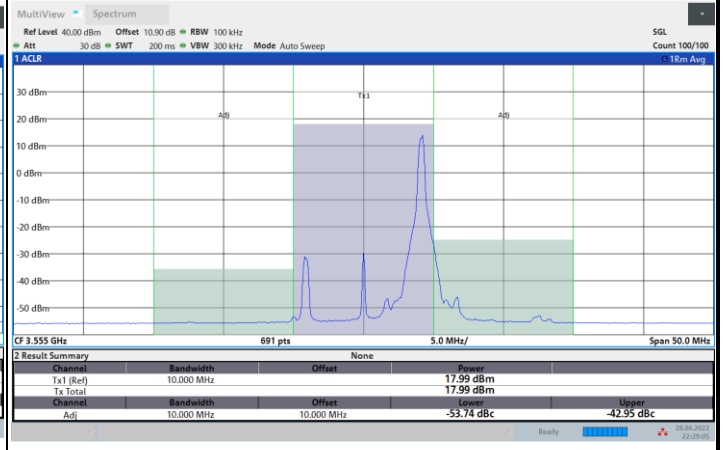 MultiView Spectrum
Ref Level 40.00 dBm Offset 10.90 dB RBW 100 kHz SGL
Att 30 dB SWT 200 ms VBW 300 kHz Mode Auto Sweep Count 100/100
1 ACLR 1Rm Avg
30 dBm
Tx1
Adj Adj
20 dBm
10 dBm
0 dBm
-10 dBm
-20 dBm
-30 dBm
-40 dBm
-50 dBm
CF 3.555 GHz 691 pts 5.0 MHz/ Span 50.0 MHz
2 Result Summary None
Channel Bandwidth Offset Power
Tx1 (Ref) 10.000 MHz 17.99 dBm
Tx Total 17.99 dBm
Channel Bandwidth Offset Lower Upper
Adj 10.000 MHz 10.000 MHz -53.74 dBc -42.95 dBc
Ready 28.06.2022
22:29:05